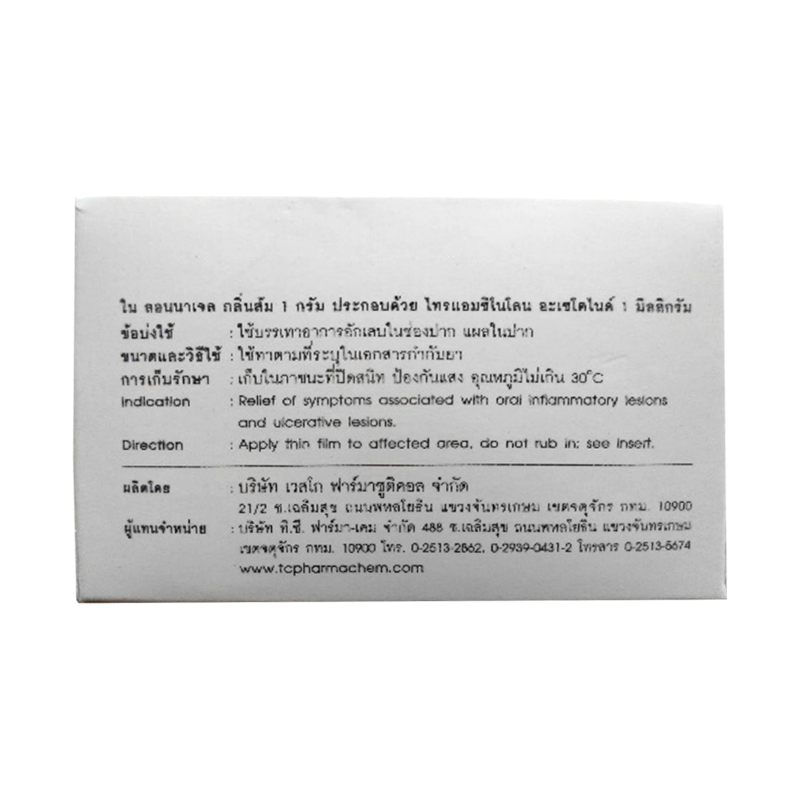 ใน ลอนนาเจล กลิ่นส้ม 1 กรัม ประกอบด้วย ไทรแอมซิโนโลน อะเซโตไนด์ 1 มิลลิกรัม
ข้อบ่งใช้ : ใช้บรรเทาอาการอักเสบในช่องปาก แผลในปาก
ขนาดและวิธีใช้ : ใช้ทาตามที่ระบุในเอกสารกำกับยา
การเก็บรักษา : เก็บในภาชนะที่ปิดสนิท ป้องกันแสง อุณหภูมิไม่เกิน 30°C
Indication : Relief of symptoms associated with oral inflammatory lesions
and ulcerative lesions.
Direction : Apply thin film to affected area, do not rub in; see insert.
ผลิตโดย : บริษัท เวสโก ฟาร์มาซูติคอล จำกัด
21/2 ซ.เฉลิมสุข ถนนพหลโยธิน แขวงจันทรเกษม เขตจตุจักร กทม. 10900
ผู้แทนจำหน่าย : บริษัท ที.ซี. ฟาร์มา-เคม จำกัด 488 ซ.เฉลิมสุข ถนนพหลโยธิน แขวงจันทรเกษม
เขตจตุจักร กทม. 10900 โทร. 0-2513-2862, 0-2939-0431-2 โทรสาร 0-2513-5674
www.tcpharmachem.com